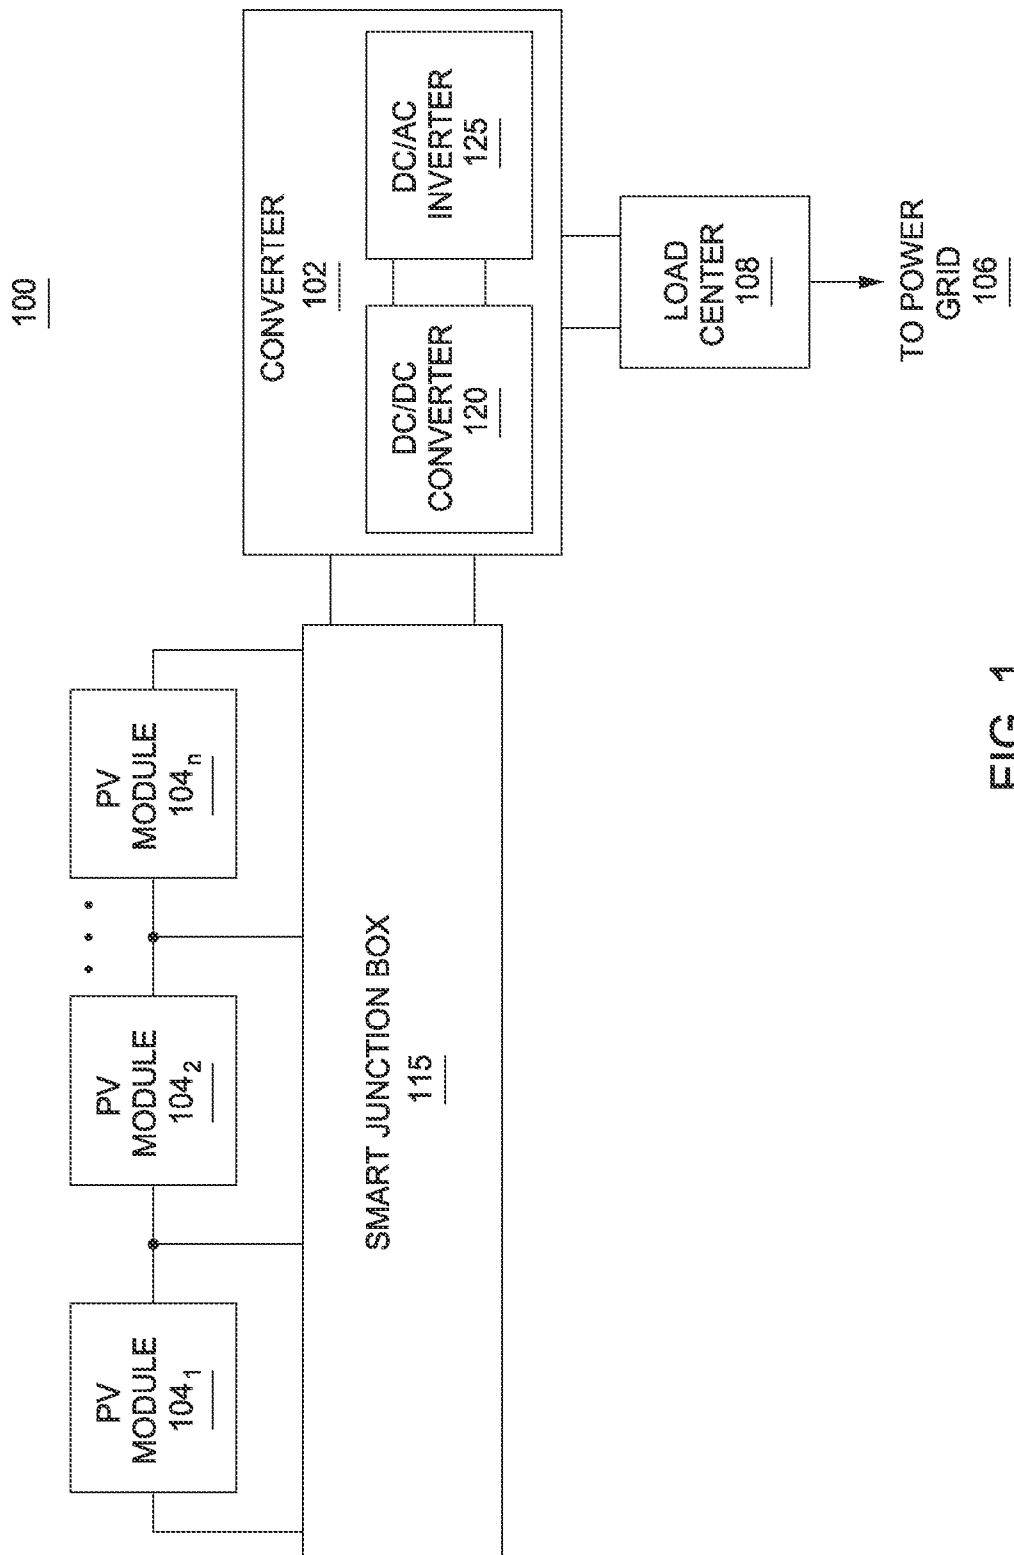 100
PV
MODULE
104₁
PV
MODULE
104₂
• • •
PV
MODULE
104ₙ
SMART JUNCTION BOX
115
CONVERTER
102
DC/DC
CONVERTER
120
DC/AC
INVERTER
125
LOAD
CENTER
108
TO POWER
GRID
106
FIG. 1